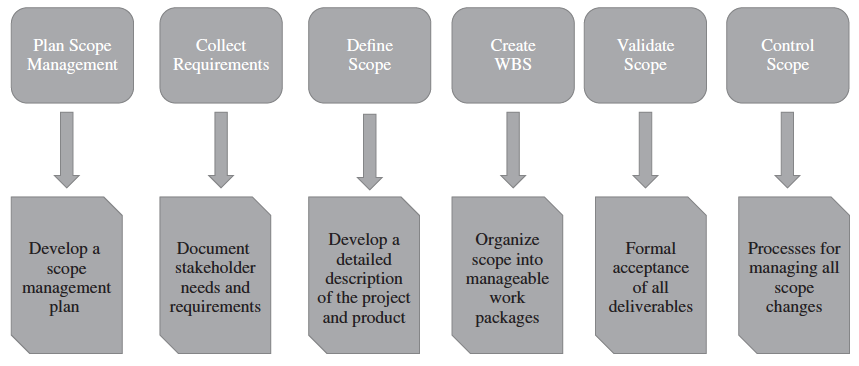 Plan Scope
Management
Collect
Requirements
Define
Scope
Create
WBS
Validate
Scope
Control
Scope
Develop a
scope
management
plan
Document
stakeholder
needs and
requirements
Develop a
detailed
description
of the project
and product
Organize
scope into
manageable
work
packages
Formal
acceptance
of all
deliverables
Processes for
managing all
scope
changes